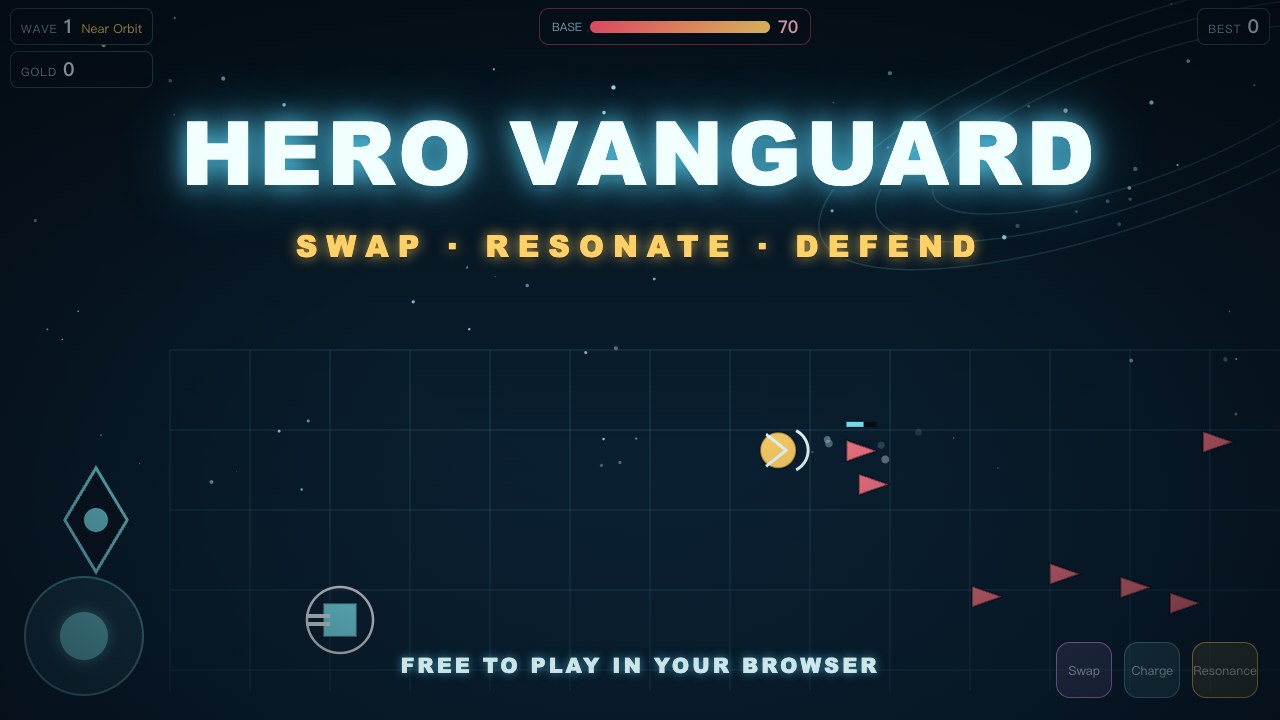 WAVE 1 Near Orbit
BASE 70
BEST 0
GOLD 0
HERO VANGUARD
SWAP · RESONATE · DEFEND
FREE TO PLAY IN YOUR BROWSER
Swap
Charge
Resonance